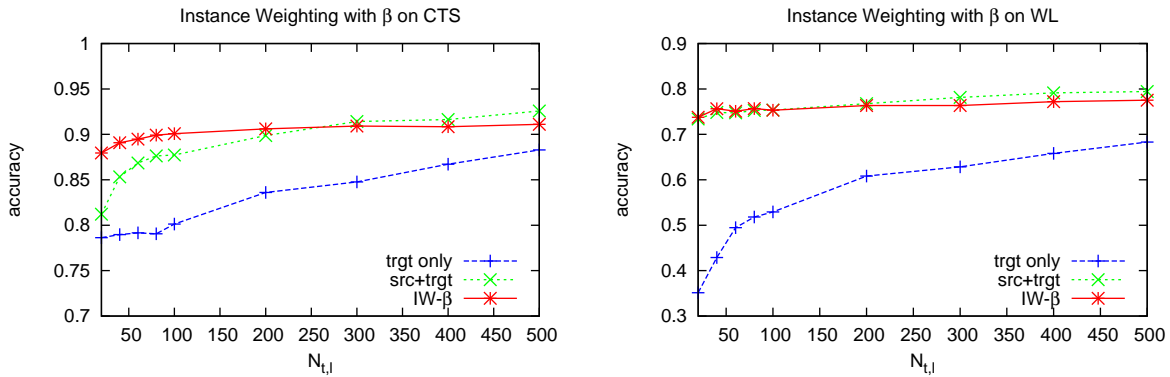 Instance Weighting with β on CTS
1
0.95
0.9
0.85
0.8
0.75
0.7
accuracy
trgt only
src+trgt
IW-β
50 100 150 200 250 300 350 400 450 500
N_{t,l}
Instance Weighting with β on WL
0.9
0.8
0.7
0.6
0.5
0.4
0.3
accuracy
trgt only
src+trgt
IW-β
50 100 150 200 250 300 350 400 450 500
N_{t,l}